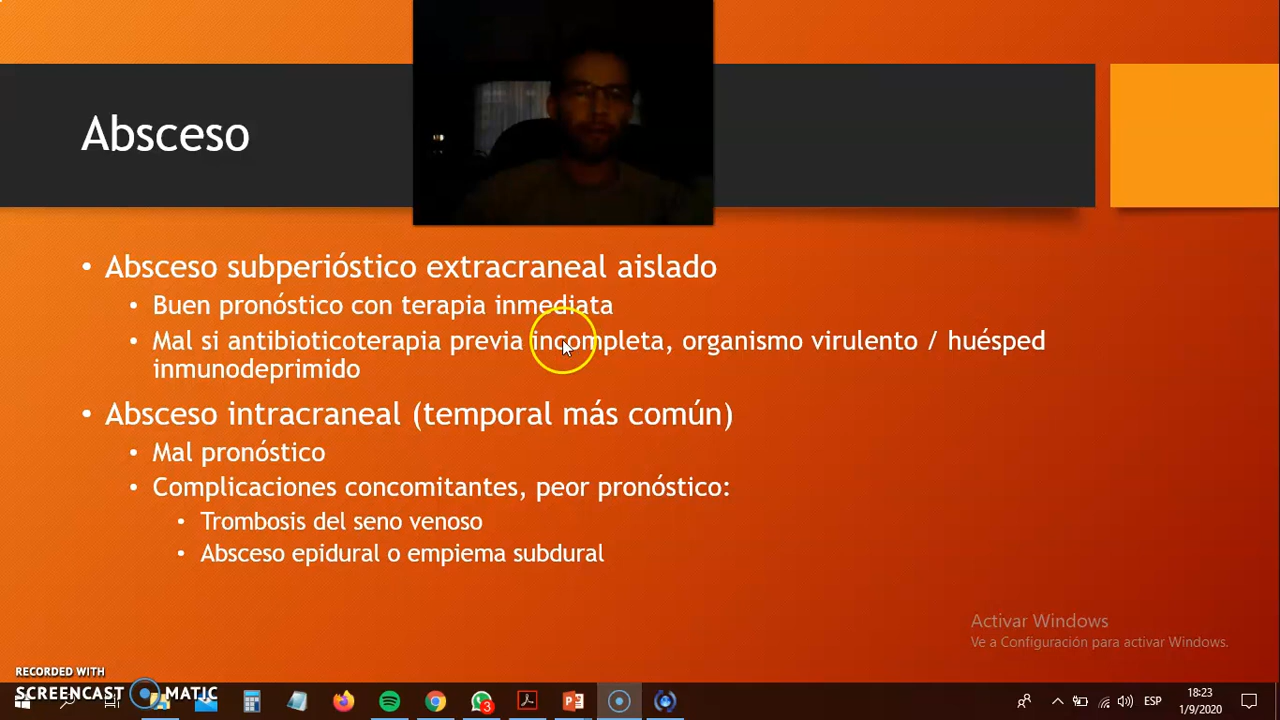 Absceso
• Absceso subperióstico extracraneal aislado
• Buen pronóstico con terapia inmediata
• Mal si antibioticoterapia previa incompleta, organismo virulento / huésped
inmunodeprimido
• Absceso intracraneal (temporal más común)
• Mal pronóstico
• Complicaciones concomitantes, peor pronóstico:
• Trombosis del seno venoso
• Absceso epidural o empiema subdural
Activar Windows
Ve a Configuración para activar Windows.
RECORDED WITH
SCREENCAST MATIC
3
ESP
18:23
1/9/2020